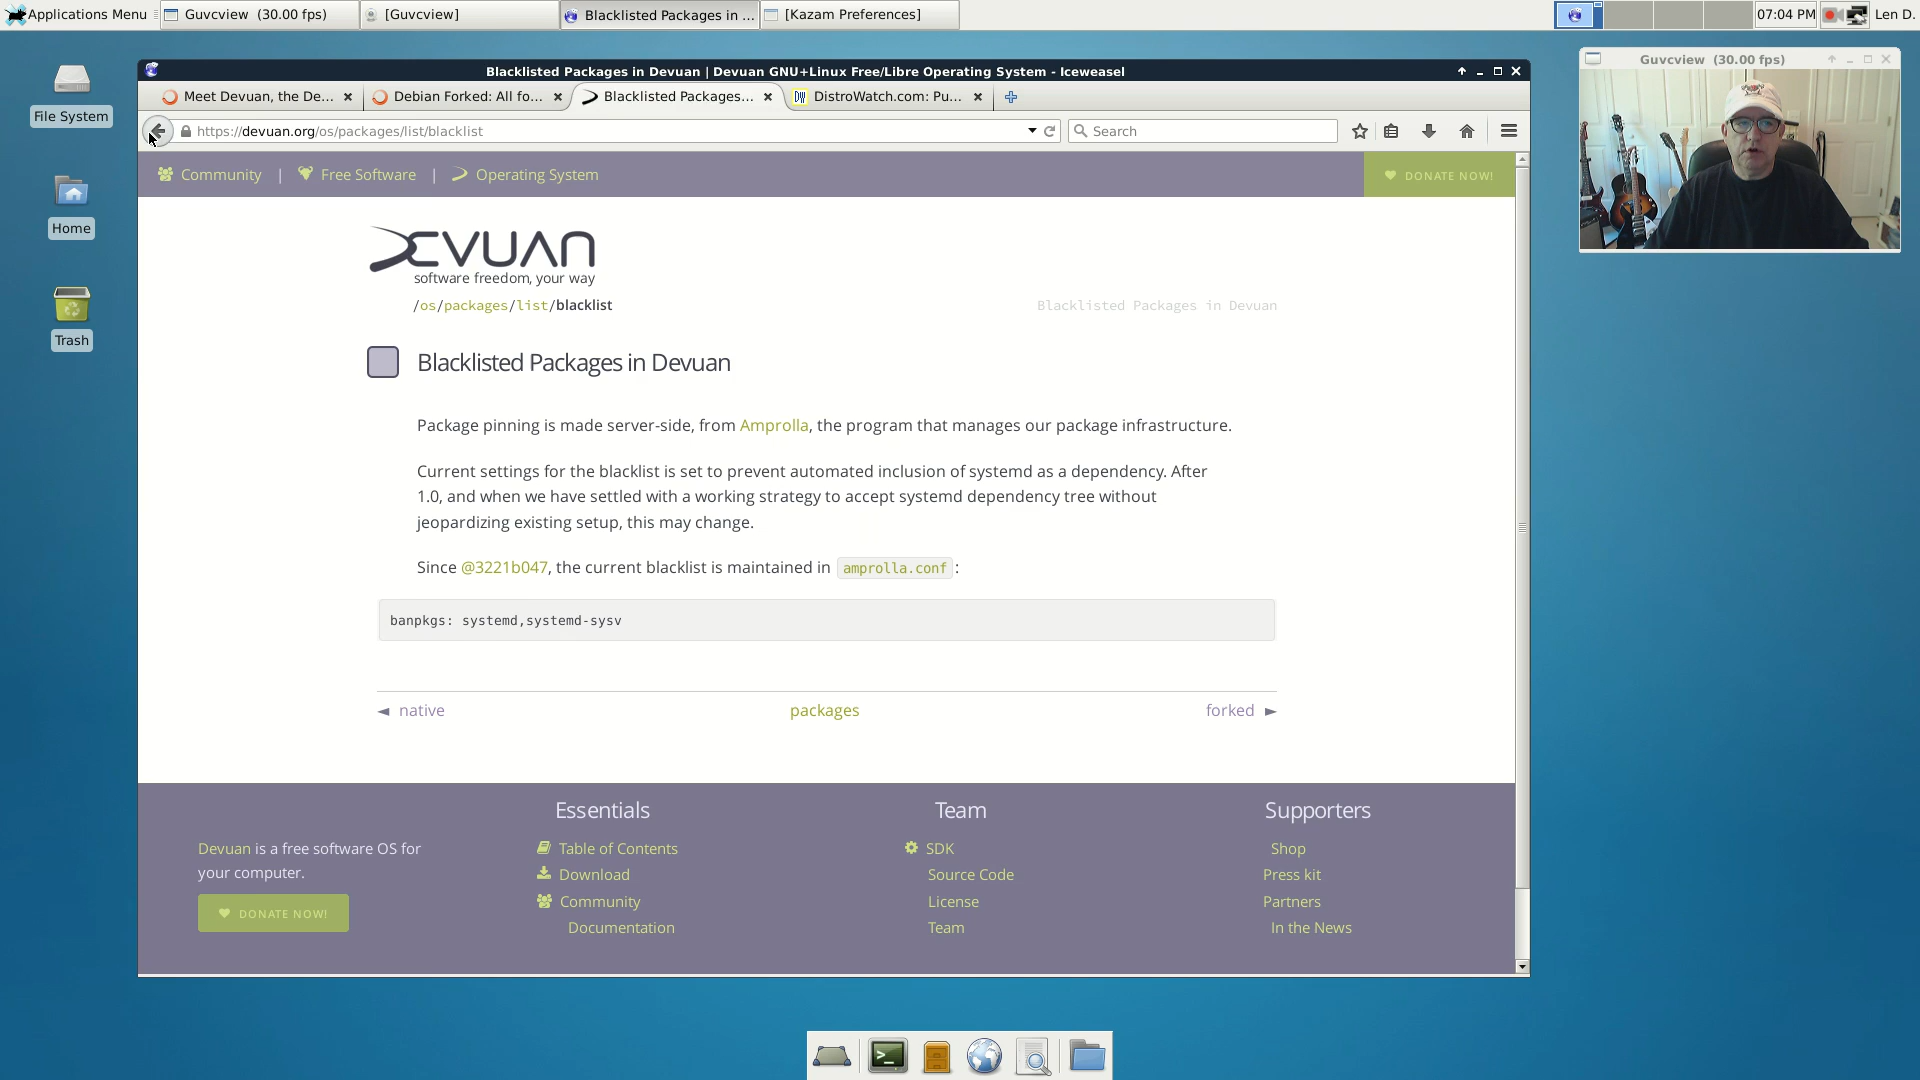 Applications Menu
Guvcview (30.00 fps)
[Guvcview]
Blacklisted Packages in ...
[Kazam Preferences]
07:04 PM
Len D.
File System
Home
Trash
Blacklisted Packages in Devuan | Devuan GNU+Linux Free/Libre Operating System - Iceweasel
Meet Devuan, the De...
Debian Forked: All fo...
Blacklisted Packages...
DW DistroWatch.com: Pu...
https://devuan.org/os/packages/list/blacklist
Search
Community | Free Software | Operating System
DONATE NOW!
DEVUAN
software freedom, your way
/os/packages/list/blacklist
Blacklisted Packages in Devuan
Blacklisted Packages in Devuan
Package pinning is made server-side, from Amprolla, the program that manages our package infrastructure.
Current settings for the blacklist is set to prevent automated inclusion of systemd as a dependency. After
1.0, and when we have settled with a working strategy to accept systemd dependency tree without
jeopardizing existing setup, this may change.
Since @3221b047, the current blacklist is maintained in amprolla.conf:
banpkgs: systemd,systemd-sysv
◄ native
packages
forked ►
Devuan is a free software OS for
your computer.
DONATE NOW!
Essentials
Table of Contents
Download
Community
Documentation
Team
SDK
Source Code
License
Team
Supporters
Shop
Press kit
Partners
In the News
Guvcview (30.00 fps)